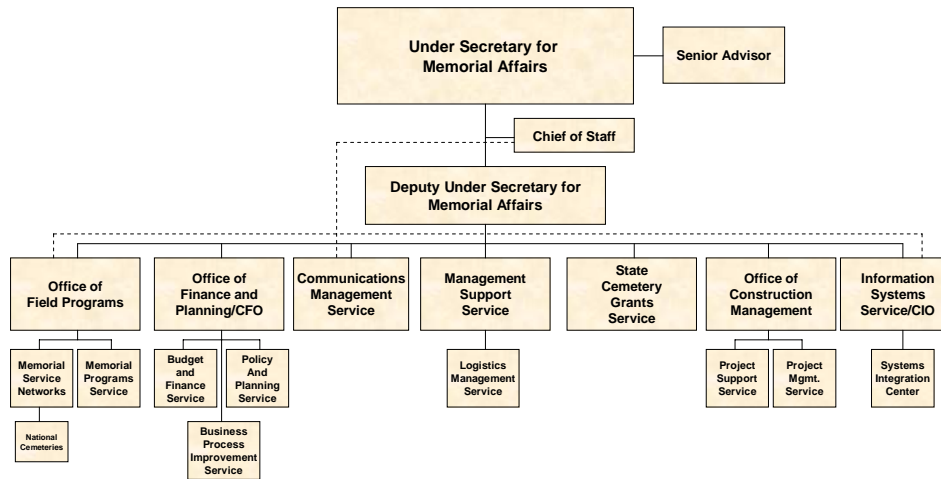 Under Secretary for
Memorial Affairs
Senior Advisor
Chief of Staff
Deputy Under Secretary for
Memorial Affairs
Office of
Field Programs
Office of
Finance and
Planning/CFO
Communications
Management
Service
Management
Support
Service
State
Cemetery
Grants
Service
Office of
Construction
Management
Information
Systems
Service/CIO
Memorial
Service
Networks
Memorial
Programs
Service
Budget and
Finance
Service
Policy
And
Planning
Service
Logistics
Management
Service
Project
Support
Service
Project
Mgmt.
Service
Systems
Integration
Center
National
Cemeteries
Business
Process
Improvement
Service